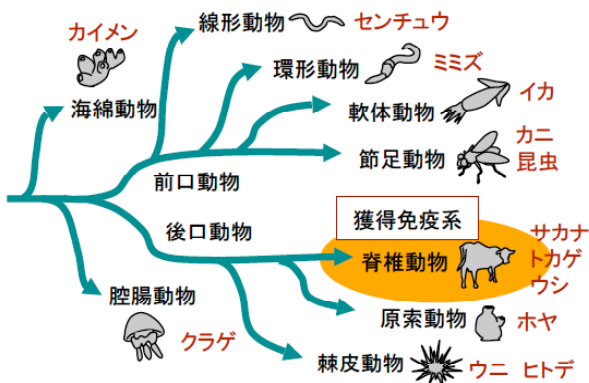 線形動物 センチュウ
カイメン
環形動物 ミミズ
海綿動物
軟体動物 イカ
カニ
節足動物 昆虫
前口動物
獲得免疫系
後口動物
サカナ
脊椎動物 トカゲ
ウシ
腔腸動物
原索動物 ホヤ
クラゲ
棘皮動物 ウニ ヒトデ